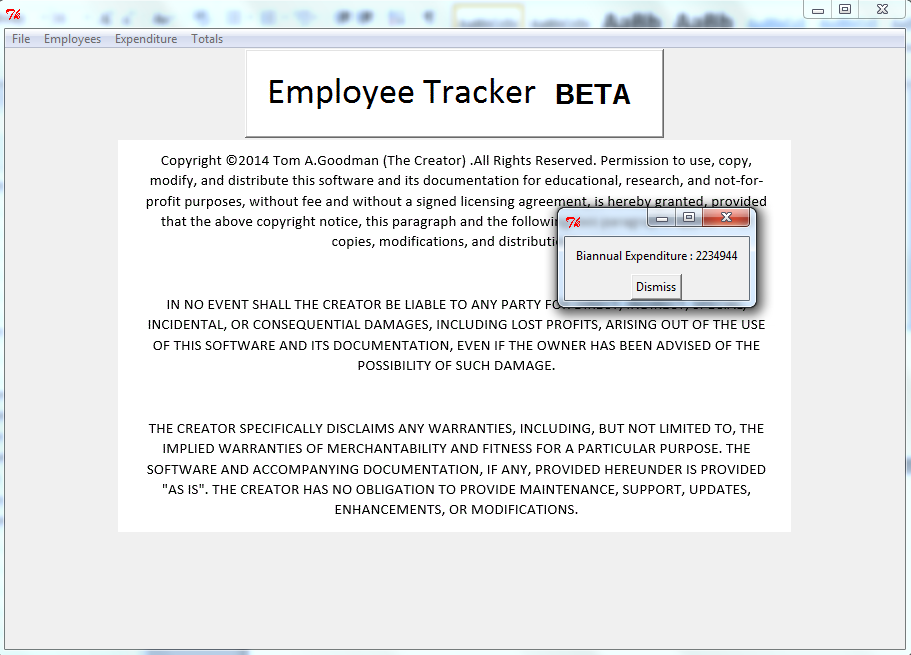 File Employees Expenditure Totals
Employee Tracker BETA
Copyright ©2014 Tom A.Goodman (The Creator) .All Rights Reserved. Permission to use, copy,
modify, and distribute this software and its documentation for educational, research, and not-for-
profit purposes, without fee and without a signed licensing agreement, is hereby granted, provided
that the above copyright notice, this paragraph and the following
copies, modifications, and
Biannual Expenditure : 2234944
Dismiss
IN NO EVENT SHALL THE CREATOR BE LIABLE TO ANY PARTY FOR DIRECT, INDIRECT, SPECIAL,
INCIDENTAL, OR CONSEQUENTIAL DAMAGES, INCLUDING LOST PROFITS, ARISING OUT OF THE USE
OF THIS SOFTWARE AND ITS DOCUMENTATION, EVEN IF THE OWNER HAS BEEN ADVISED OF THE
POSSIBILITY OF SUCH DAMAGE.
THE CREATOR SPECIFICALLY DISCLAIMS ANY WARRANTIES, INCLUDING, BUT NOT LIMITED TO, THE
IMPLIED WARRANTIES OF MERCHANTABILITY AND FITNESS FOR A PARTICULAR PURPOSE. THE
SOFTWARE AND ACCOMPANYING DOCUMENTATION, IF ANY, PROVIDED HEREUNDER IS PROVIDED
"AS IS". THE CREATOR HAS NO OBLIGATION TO PROVIDE MAINTENANCE, SUPPORT, UPDATES,
ENHANCEMENTS, OR MODIFICATIONS.